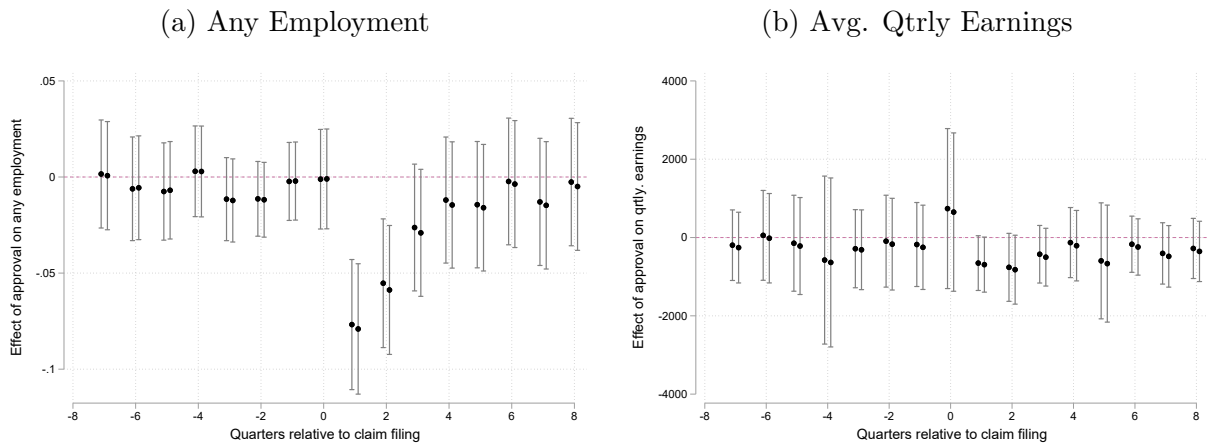 (a) Any Employment
Effect of approval on any employment
.05
0
-.05
-.1
-8 -6 -4 -2 0 2 4 6 8
Quarters relative to claim filing
(b) Avg. Qtrly Earnings
Effect of approval on qrtly. earnings
4000
2000
0
-2000
-4000
-8 -6 -4 -2 0 2 4 6 8
Quarters relative to claim filing